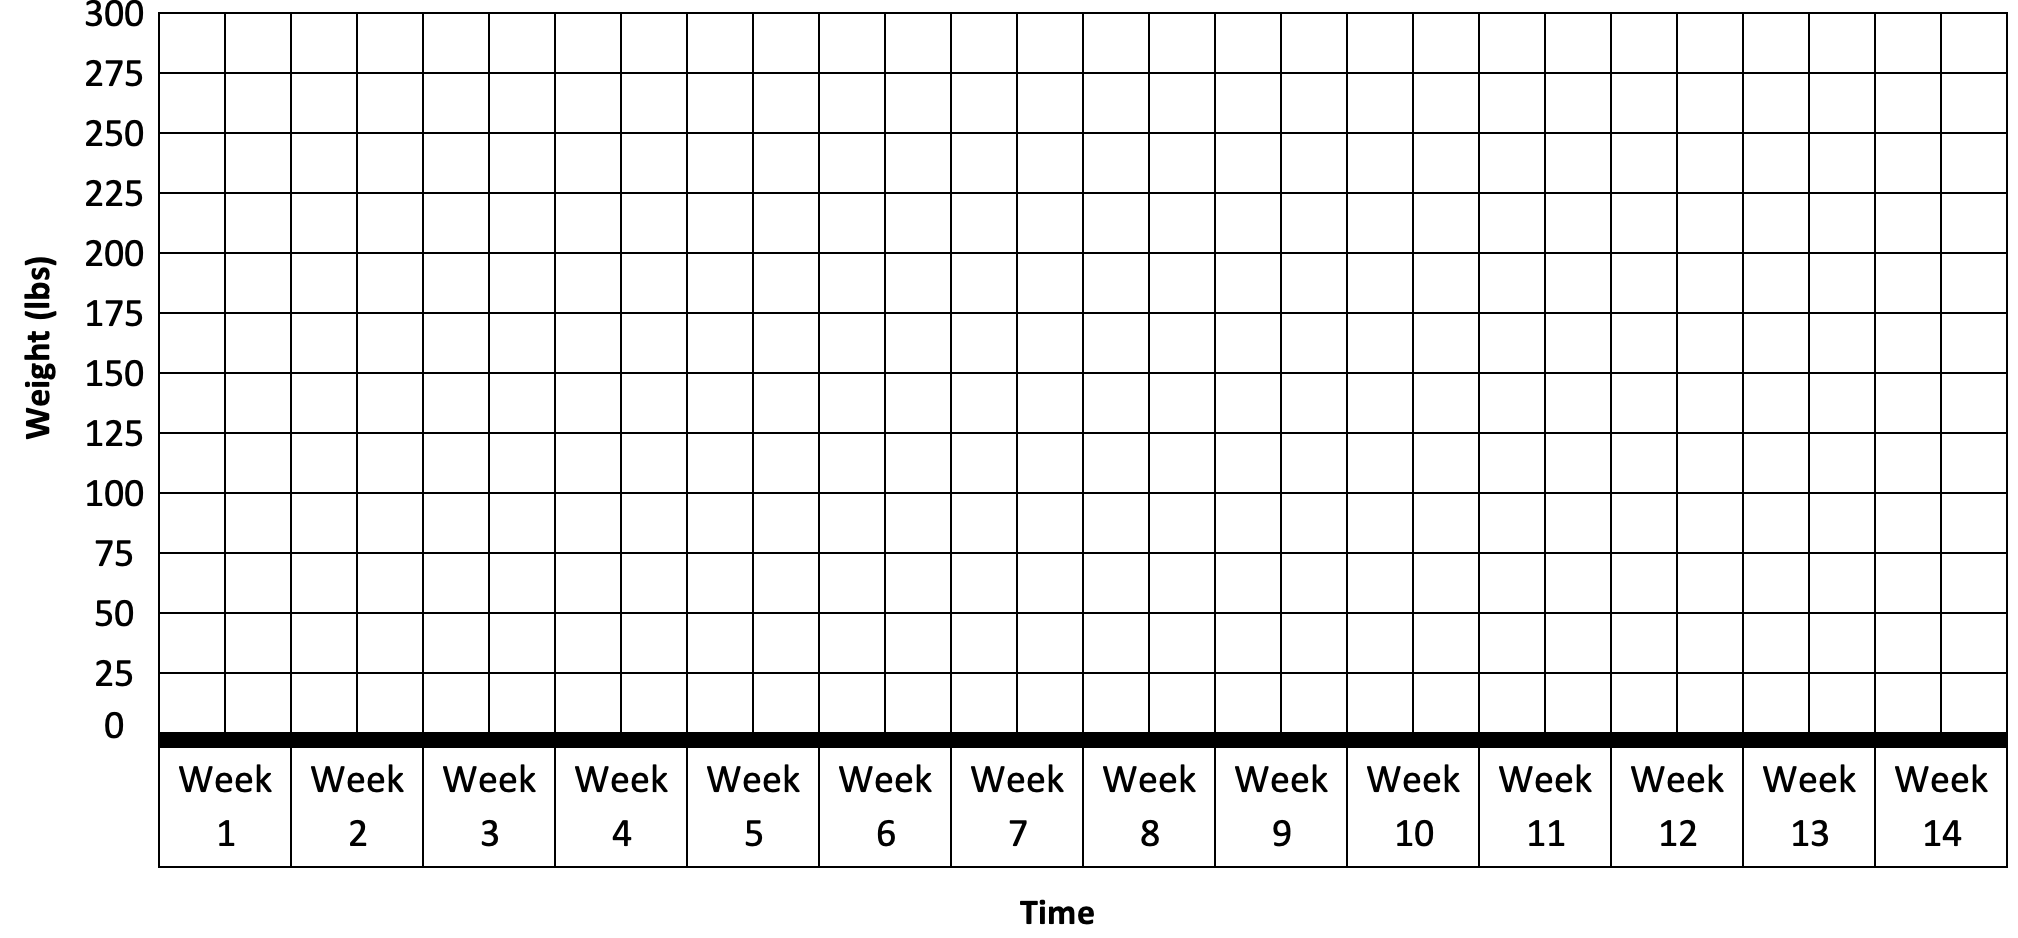 300
275
250
225
200
175
150
125
100
75
50
25
0
Weight (lbs)
Week 1
Week 2
Week 3
Week 4
Week 5
Week 6
Week 7
Week 8
Week 9
Week 10
Week 11
Week 12
Week 13
Week 14
Time